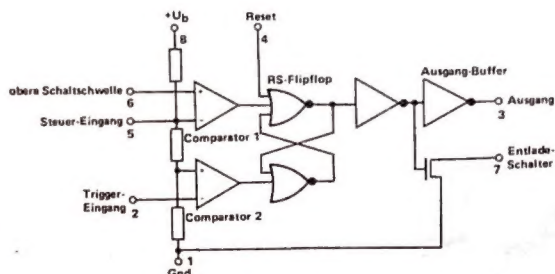 +Ub
8
Reset
4
RS-Flipflop
Ausgang-Buffer
obere Schaltschwelle
6
Ausgang
3
Steuer-Eingang
5
Comparator 1
Entlade-
Schalter
7
Trigger-
Eingang
2
Comparator 2
1
Gnd